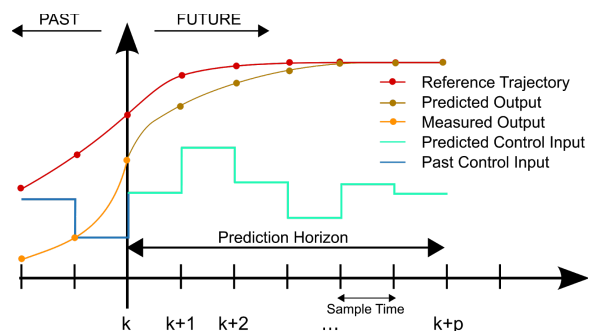 PAST
FUTURE
Reference Trajectory
Predicted Output
Measured Output
Predicted Control Input
Past Control Input
Prediction Horizon
Sample Time
k
k+1
k+2
...
k+p